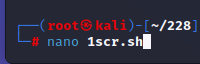 ┌──(root㉿kali)-[~/228]
└─# nano 1scr.sh